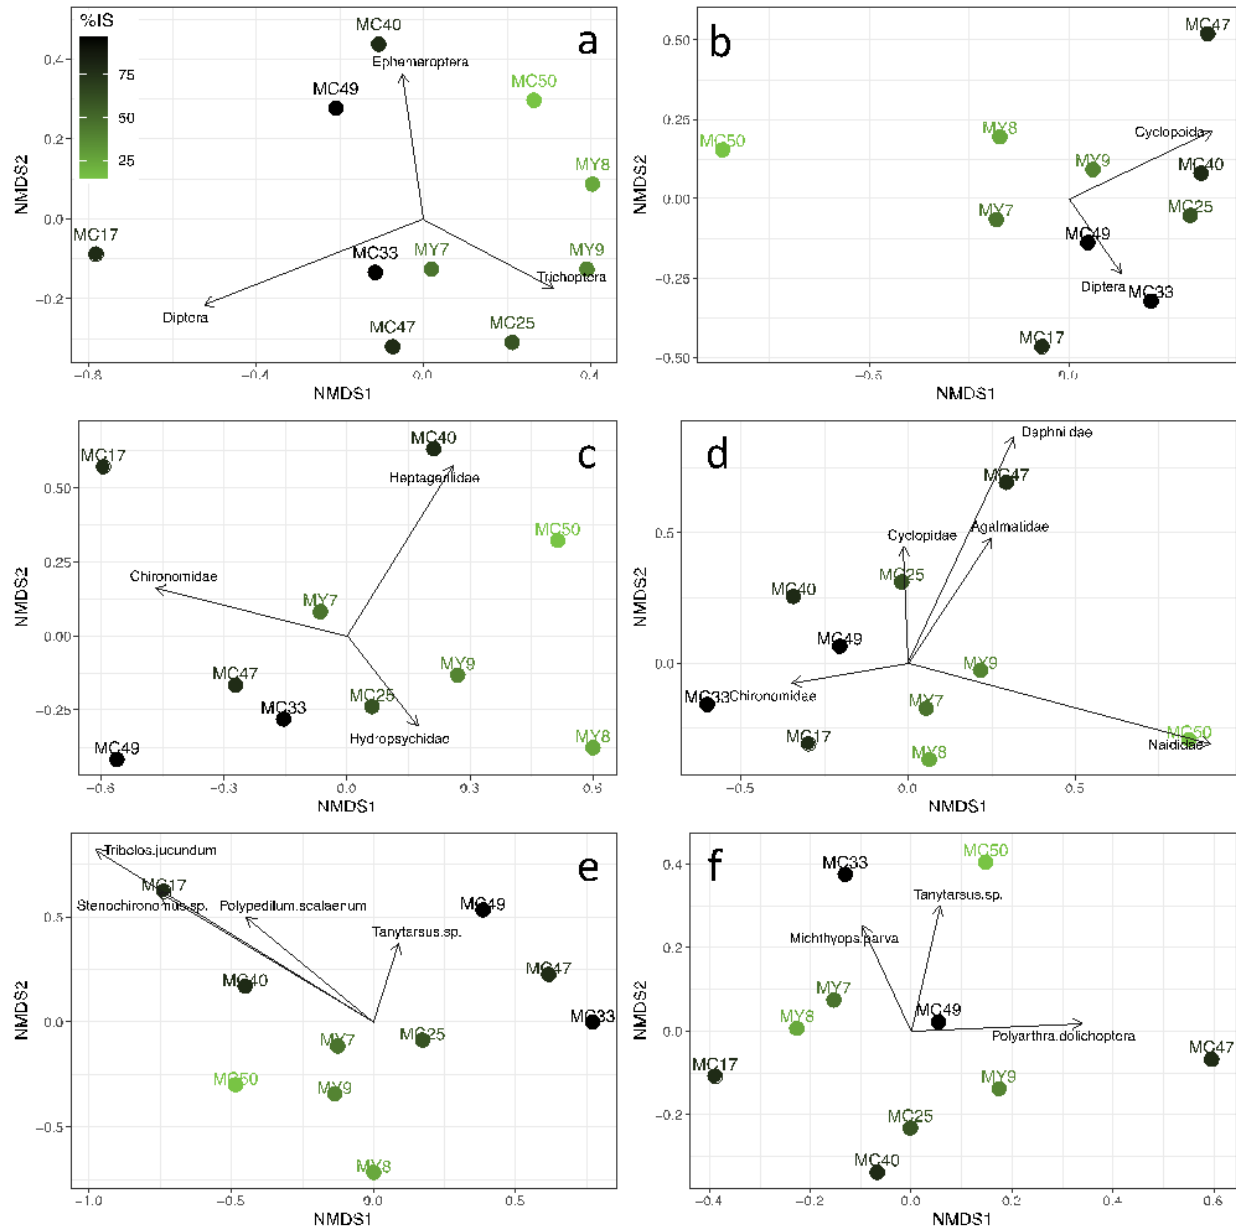 %IS
75
50
25
a
MC40
Ephemeroptera
MC49
MC50
MY8
MC17
MC33
MY7
MY9
Trichoptera
Diptera
MC47
MC25
0.4
0.2
0.0
−0.2
−0.8
−0.4
0.0
0.4
NMDS1
NMDS2
b
MC47
MC50
MY8
Cyclopoida
MY9
MC40
MY7
MC25
MC49
Diptera
MC33
MC17
0.50
0.25
0.00
−0.25
−0.50
−0.5
0.0
NMDS1
NMDS2
c
MC17
MC40
Heptageniidae
MC50
Chironomidae
MY7
MC47
MY9
MC33
MC25
Hydropsychidae
MC49
MY8
0.50
0.25
0.00
−0.25
−0.6
−0.3
0.0
0.3
0.6
NMDS1
NMDS2
d
Daphniidae
MC47
Agalmatidae
Cyclopidae
MC25
MC40
MC49
MY9
MC33
Chironomidae
MY7
MC17
MY8
MC50
Naididae
0.5
0.0
−0.5
0.0
0.5
NMDS1
NMDS2
e
Tribelos.jucundum
MC17
Stenochironomus.sp.
Polypedilum.scalaenum
MC49
Tanytarsus.sp.
MC40
MC47
MC33
MY7
MC25
MC50
MY9
MY8
0.5
0.0
−0.5
−1.0
−0.5
0.0
0.5
NMDS1
NMDS2
f
MC33
MC50
Tanytarsus.sp.
Michthyops.parva
MY7
MY8
MC49
Polyarthra.dolichoptera
MC17
MY9
MC47
MC25
MC40
0.4
0.2
0.0
−0.2
−0.4
−0.2
0.0
0.2
0.4
0.6
NMDS1
NMDS2